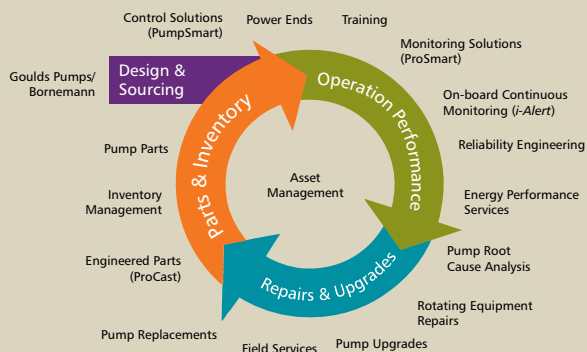 Control Solutions
(PumpSmart)
Power Ends
Training
Monitoring Solutions
(ProSmart)
Goulds Pumps/
Bornemann
Design &
Sourcing
Operation Performance
On-board Continuous
Monitoring (i-Alert)
Parts & Inventory
Reliability Engineering
Pump Parts
Asset
Management
Inventory
Management
Energy Performance
Services
Engineered Parts
(ProCast)
Pump Root
Cause Analysis
Repairs & Upgrades
Rotating Equipment
Repairs
Pump Replacements
Field Services
Pump Upgrades